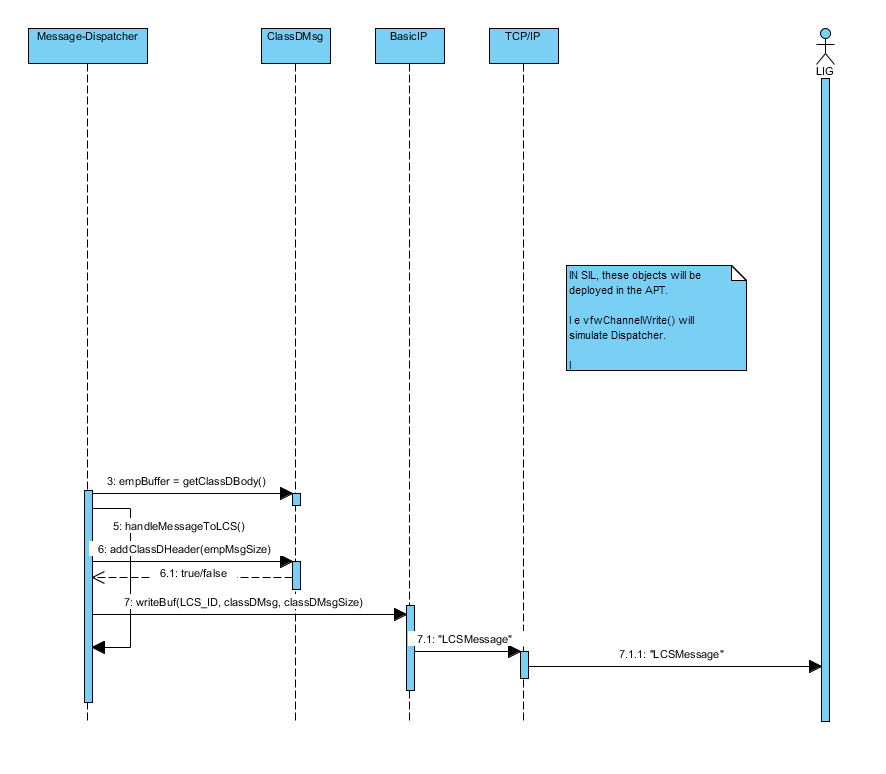 Message-Dispatcher
ClassDMsg
BasicIP
TCP/IP
LIG
IN SIL, these objects will be
deployed in the APT.
I e vfwChannelWrite() will
simulate Dispatcher.
I
3: empBuffer = getClassDBody()
5: handleMessageToLCS()
6: addClassDHeader(empMsgSize)
6.1: true/false
7: writeBuf(LCS_ID, classDMsg, classDMsgSize)
7.1: "LCSMessage"
7.1.1: "LCSMessage"